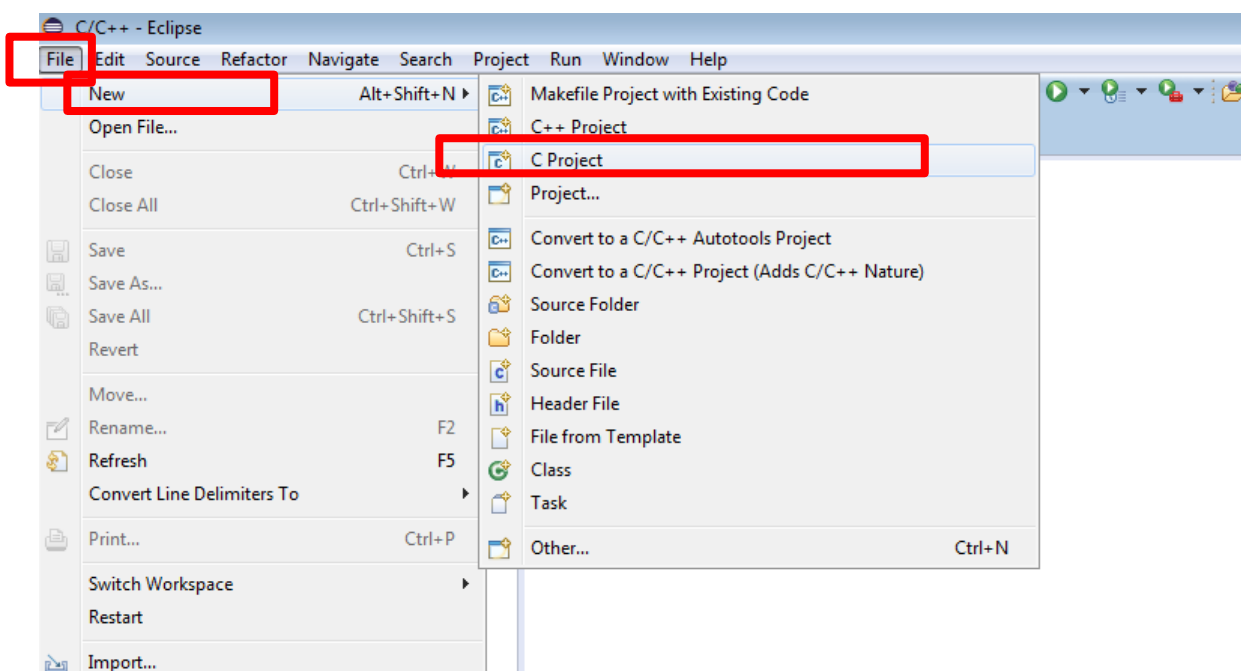 C/C++ - Eclipse
File Edit Source Refactor Navigate Search Project Run Window Help
New Alt+Shift+N
Open File...
Close Ctrl+W
Close All Ctrl+Shift+W
Save Ctrl+S
Save As...
Save All Ctrl+Shift+S
Revert
Move...
Rename... F2
Refresh F5
Convert Line Delimiters To
Print... Ctrl+P
Switch Workspace
Restart
Import...
Makefile Project with Existing Code
C++ Project
C Project
Project...
Convert to a C/C++ Autotools Project
Convert to a C/C++ Project (Adds C/C++ Nature)
Source Folder
Folder
Source File
Header File
File from Template
Class
Task
Other... Ctrl+N